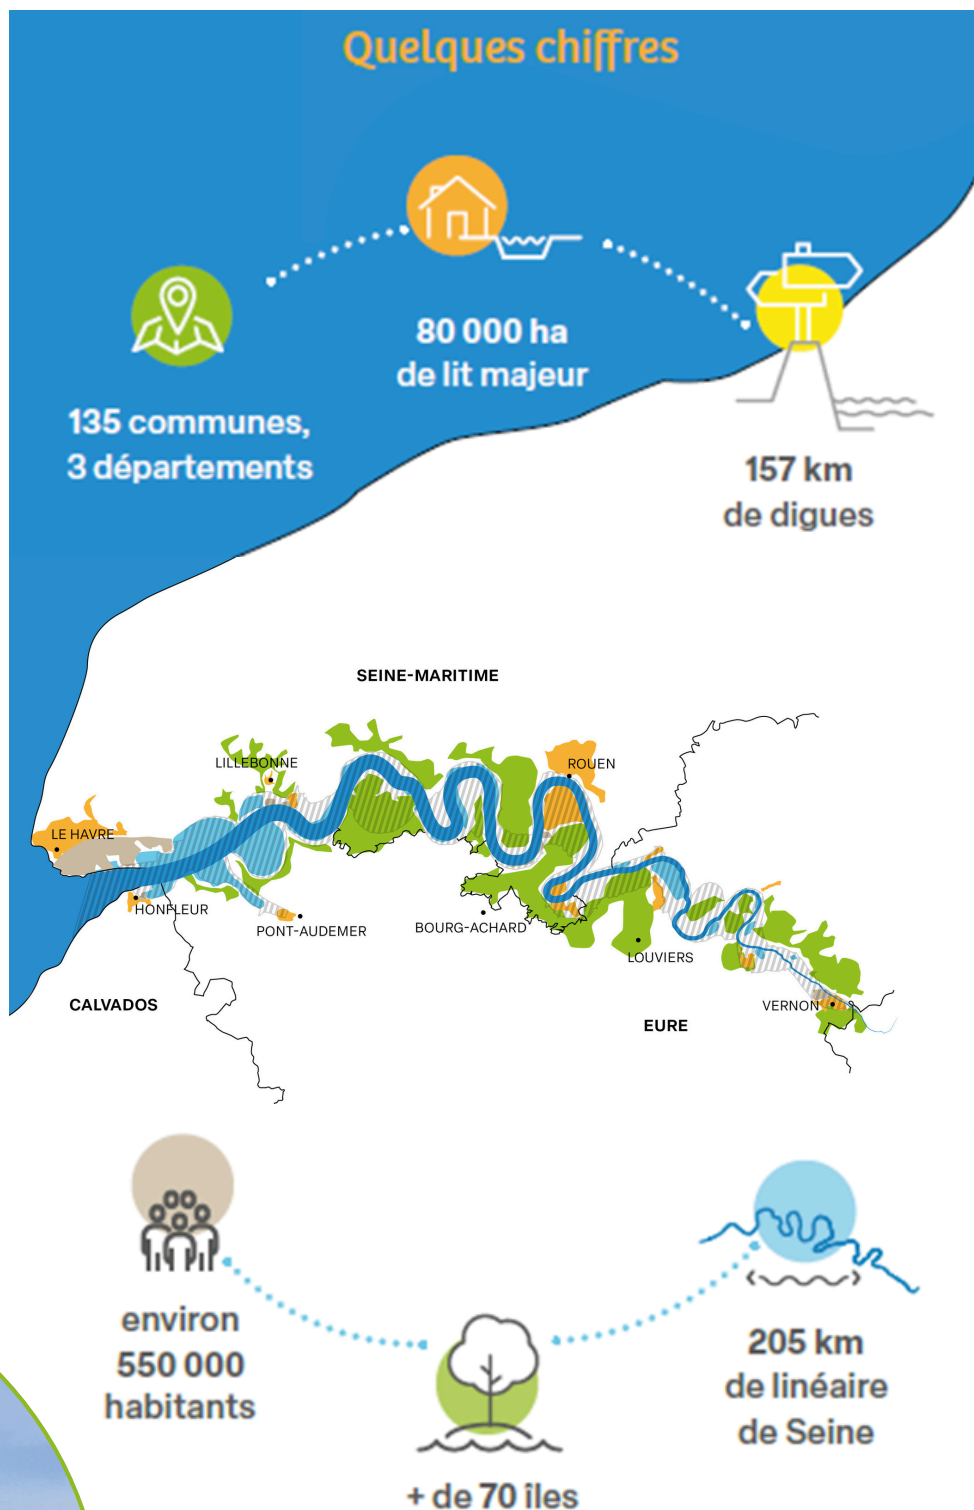 Quelques chiffres
80 000 ha
de lit majeur
135 communes,
3 départements
157 km
de digues
SEINE-MARITIME
LILLEBONNE
ROUEN
LE HAVRE
HONFLEUR
PONT-AUDEMER
BOURG-ACHARD
LOUVIERS
CALVADOS
VERNON
EURE
environ
550 000
habitants
205 km
de linéaire
de Seine
+ de 70 îles